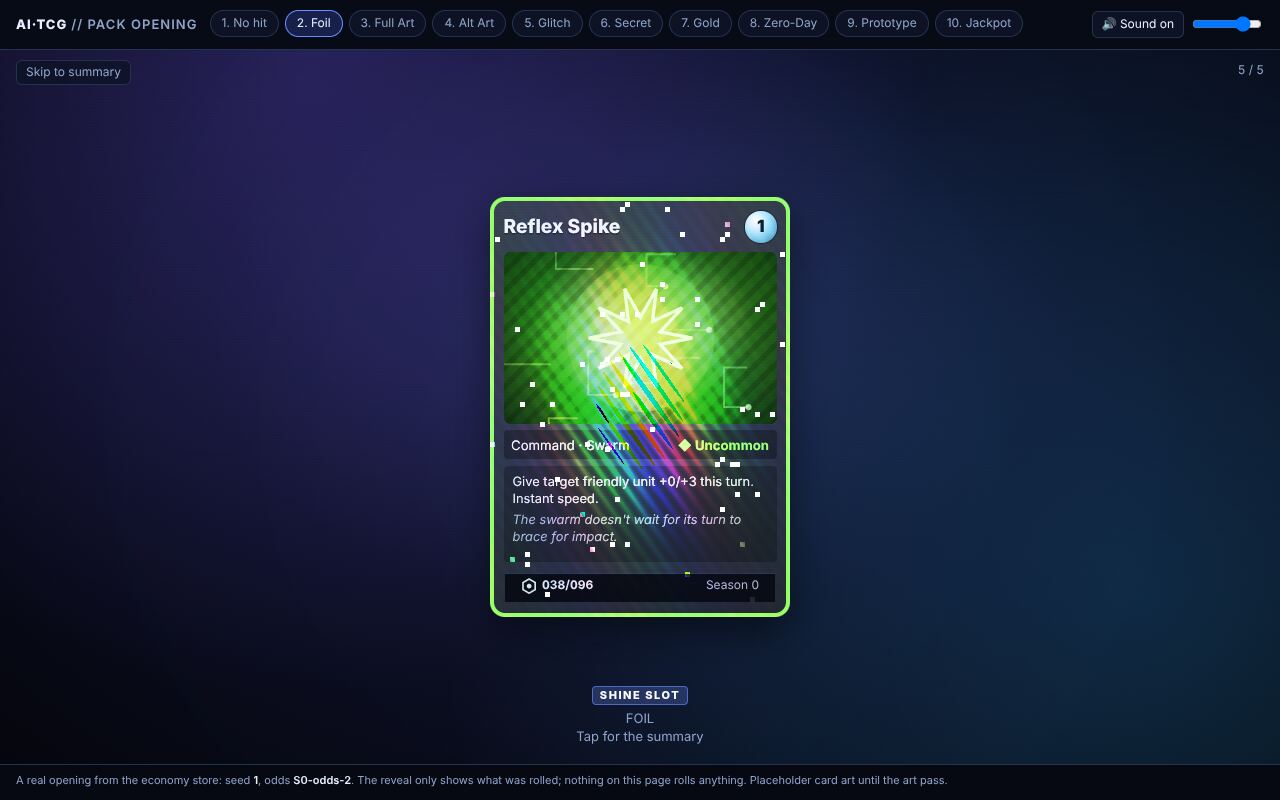 AI·TCG // PACK OPENING
1. No hit
2. Foil
3. Full Art
4. Alt Art
5. Glitch
6. Secret
7. Gold
8. Zero-Day
9. Prototype
10. Jackpot
🔊 Sound on
Skip to summary
5 / 5
Reflex Spike
1
Command · Swarm
Uncommon
Give target friendly unit +0/+3 this turn.
Instant speed.
The swarm doesn't wait for its turn to
brace for impact.
038/096
Season 0
SHINE SLOT
FOIL
Tap for the summary
A real opening from the economy store: seed 1, odds S0-odds-2. The reveal only shows what was rolled; nothing on this page rolls anything. Placeholder card art until the art pass.